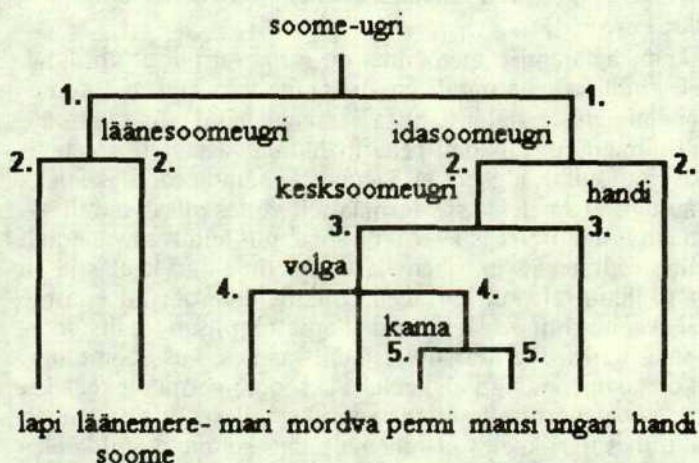 soome-ugri
1. 1.
läänesoomeugri idasoomeugri
2. 2. 2. 2.
kesksoomeugri handi
3. 3.
volga
4. 4.
kama
5. 5.
lapi läänemere- mari mordva permi mansi ungari handi
soome